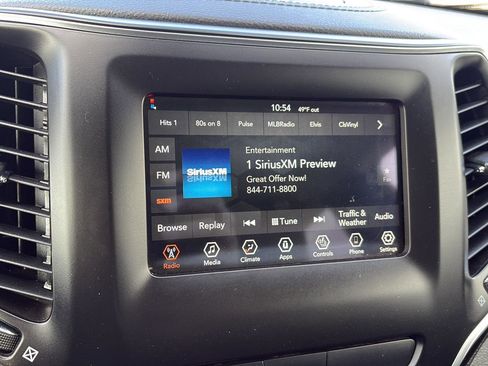 10:54 49°F out
Hits 1 80s on 8 Pulse MLBRadio Elvis ClsVinyl
AM
FM
sxm
SiriusXM
Entertainment
1 SiriusXM Preview
Great Offer Now!
844-711-8800
Browse Replay Tune Traffic & Weather Audio
Radio Media Climate Apps Controls Phone Settings